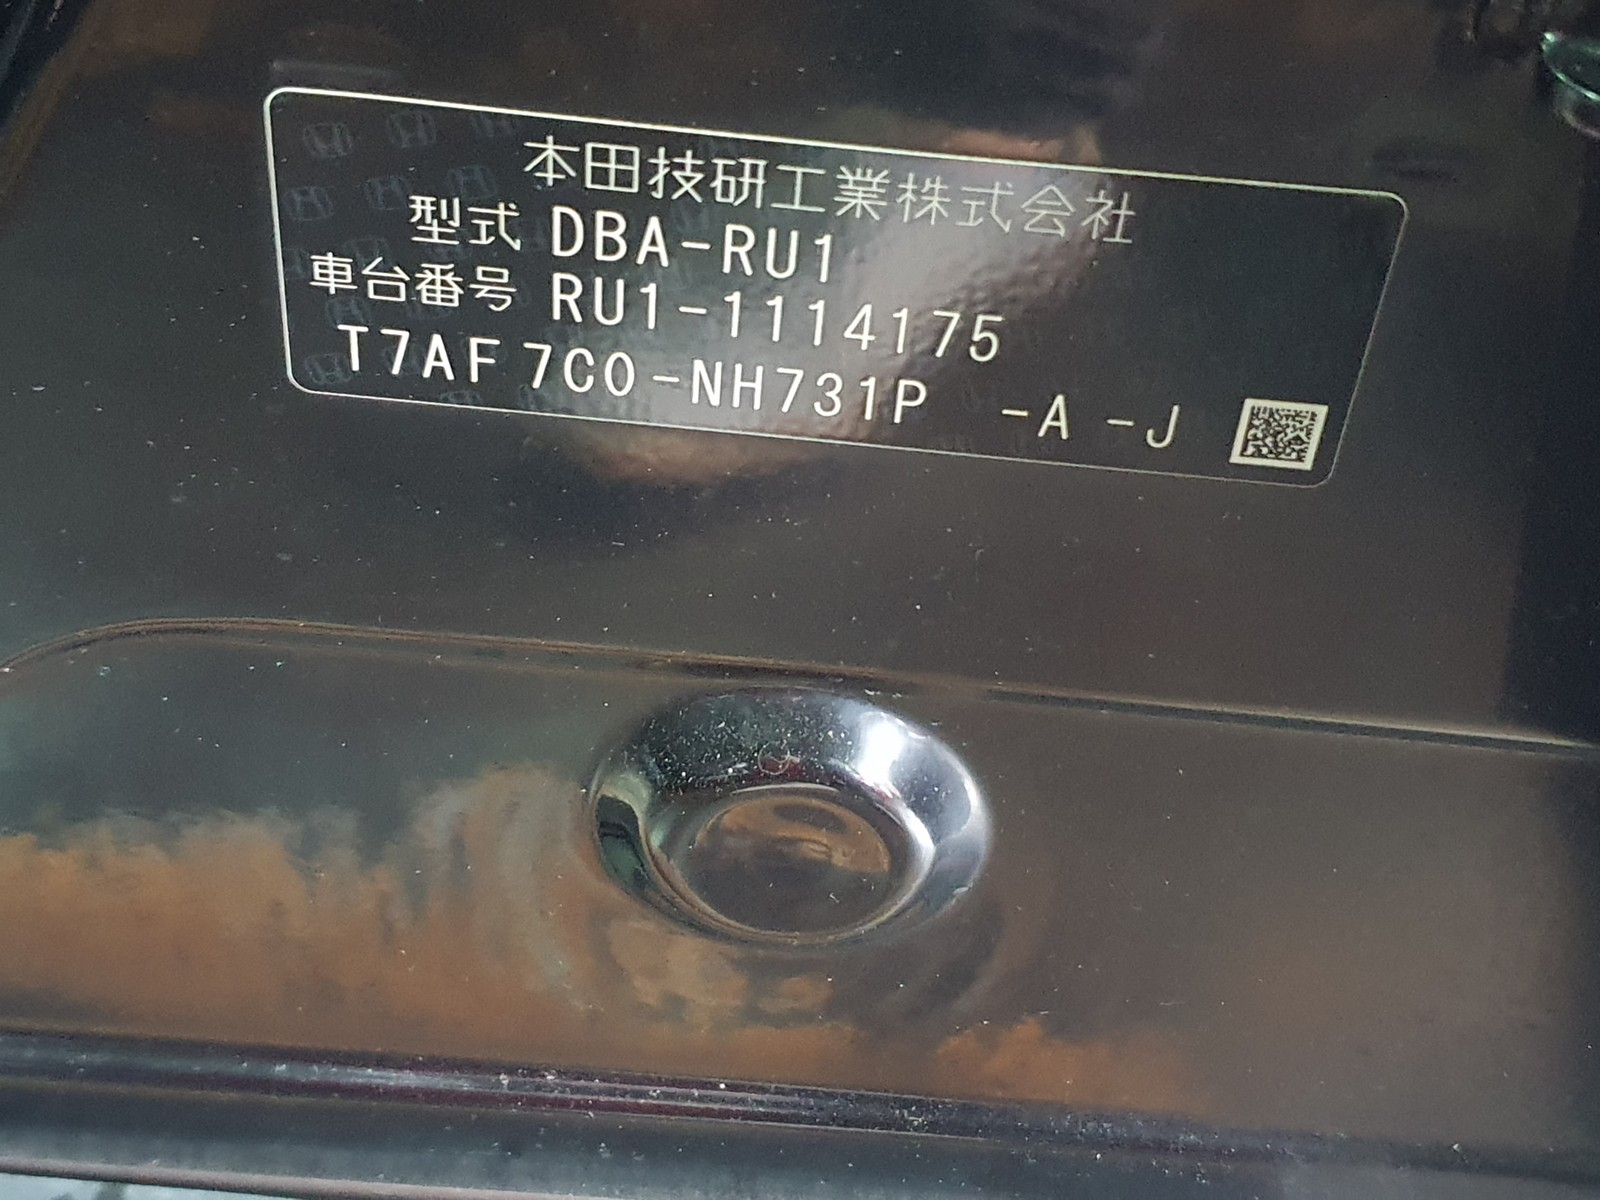 本田技研工業株式会社
型式 DBA-RU1
車台番号 RU1-1114175
T7AF 7C0-NH731P -A -J